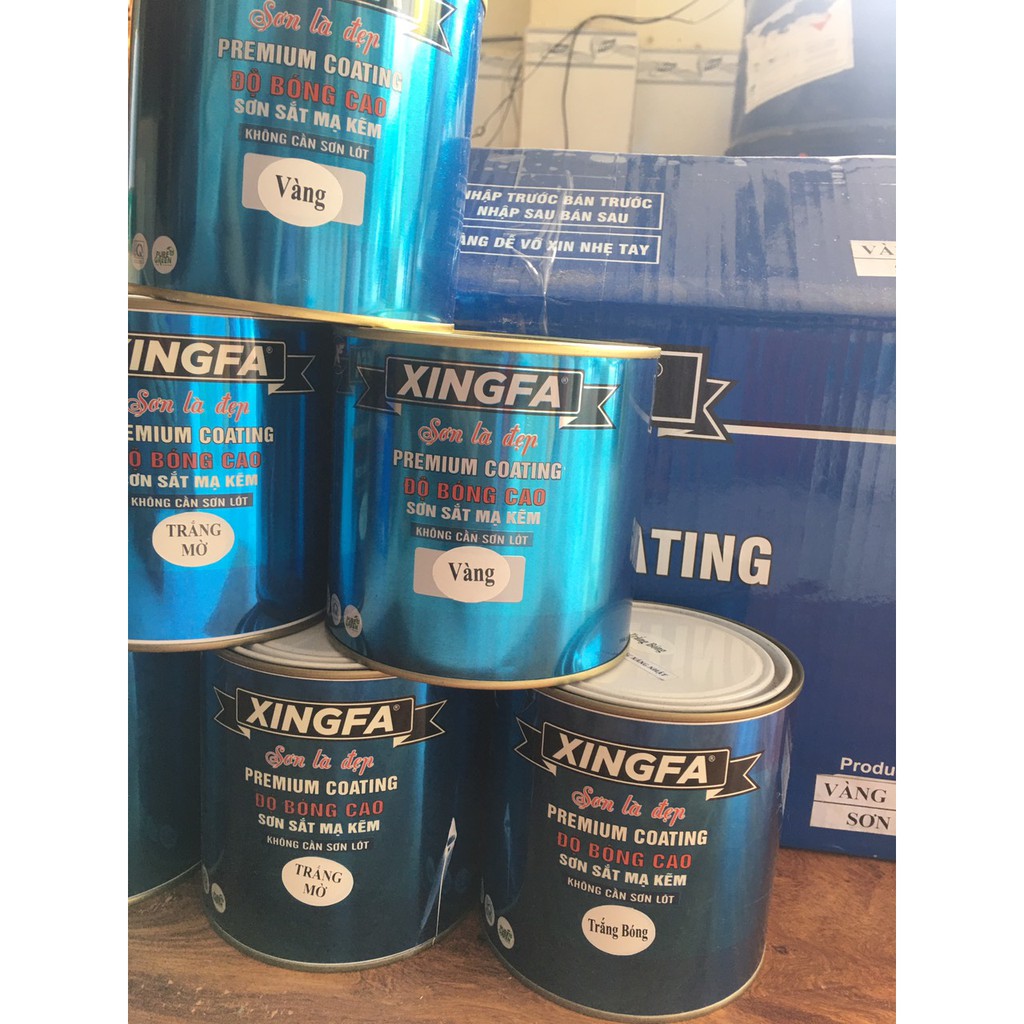 Sơn là đẹp
PREMIUM COATING
ĐỘ BÓNG CAO
SƠN SẮT MẠ KẼM
KHÔNG CẦN SƠN LÓT
Vàng
NHẬP TRƯỚC BÁN TRƯỚC
NHẬP SAU BÁN SAU
DỄ VỠ XIN NHẸ TAY
XINGFA
Sơn là đẹp
PREMIUM COATING
ĐỘ BÓNG CAO
SƠN SẮT MẠ KẼM
KHÔNG CẦN SƠN LÓT
TRẮNG
MỜ
XINGFA
Sơn là đẹp
PREMIUM COATING
ĐỘ BÓNG CAO
SƠN SẮT MẠ KẼM
KHÔNG CẦN SƠN LÓT
Vàng
ATING
Trắng Bóng
XINGFA
Sơn là đẹp
PREMIUM COATING
ĐỘ BÓNG CAO
SƠN SẮT MẠ KẼM
KHÔNG CẦN SƠN LÓT
TRẮNG
MỜ
XINGFA
Sơn là đẹp
PREMIUM COATING
ĐỘ BÓNG CAO
SƠN SẮT MẠ KẼM
KHÔNG CẦN SƠN LÓT
Trắng Bóng
Produ
VÀNG
SƠN